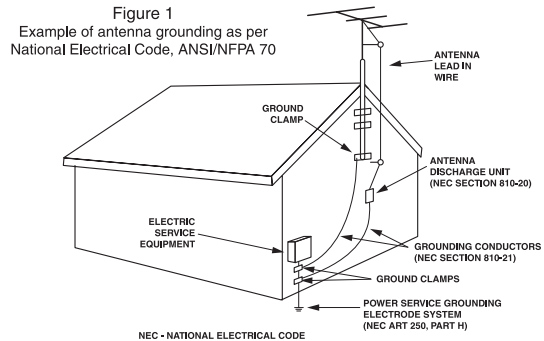 Figure 1
Example of antenna grounding as per
National Electrical Code, ANSI/NFPA 70
ANTENNA
LEAD IN
WIRE
GROUND
CLAMP
ANTENNA
DISCHARGE UNIT
(NEC SECTION 810-20)
ELECTRIC
SERVICE
EQUIPMENT
GROUNDING CONDUCTORS
(NEC SECTION 810-21)
GROUND CLAMPS
POWER SERVICE GROUNDING
ELECTRODE SYSTEM
(NEC ART 250, PART H)
NEC - NATIONAL ELECTRICAL CODE